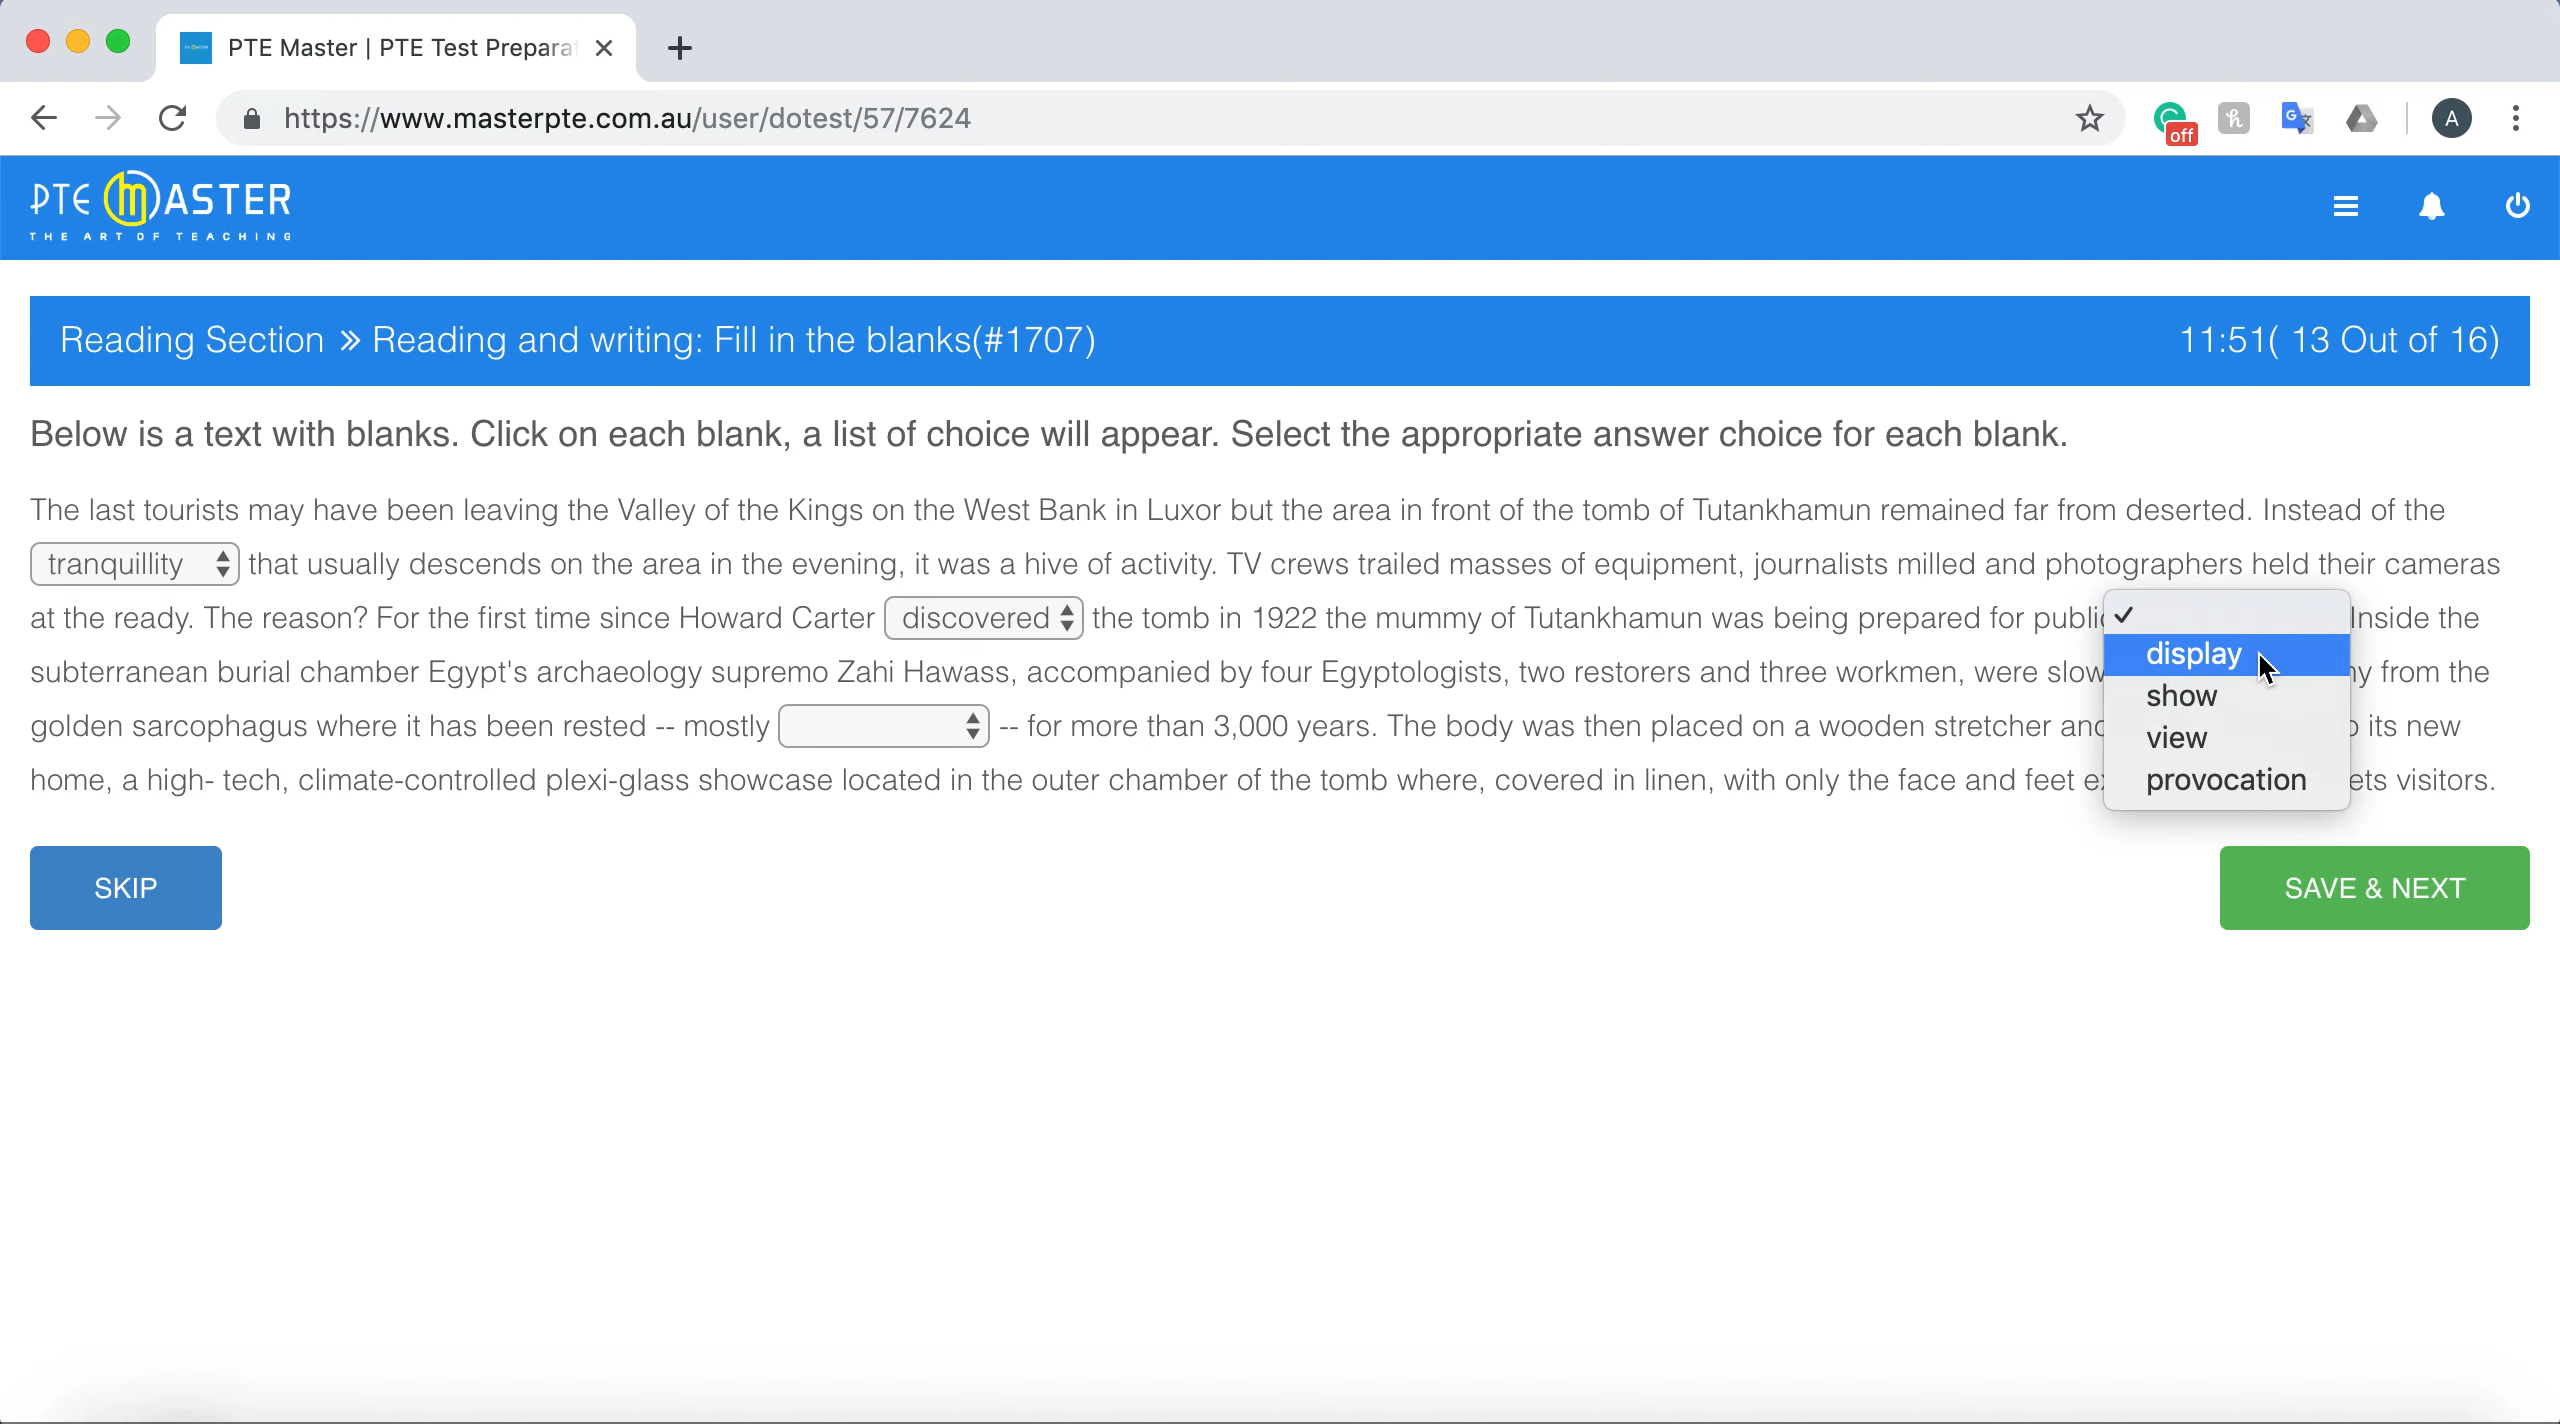 PTE Master | PTE Test Prepara
https://www.masterpte.com.au/user/dotest/57/7624
off
A
PTE MASTER
THE ART OF TEACHING
Reading Section » Reading and writing: Fill in the blanks(#1707) 11:51( 13 Out of 16)
Below is a text with blanks. Click on each blank, a list of choice will appear. Select the appropriate answer choice for each blank.
The last tourists may have been leaving the Valley of the Kings on the West Bank in Luxor but the area in front of the tomb of Tutankhamun remained far from deserted. Instead of the
tranquillity that usually descends on the area in the evening, it was a hive of activity. TV crews trailed masses of equipment, journalists milled and photographers held their cameras
at the ready. The reason? For the first time since Howard Carter discovered the tomb in 1922 the mummy of Tutankhamun was being prepared for public Inside the
subterranean burial chamber Egypt's archaeology supremo Zahi Hawass, accompanied by four Egyptologists, two restorers and three workmen, were slow y from the
golden sarcophagus where it has been rested -- mostly -- for more than 3,000 years. The body was then placed on a wooden stretcher and its new
home, a high- tech, climate-controlled plexi-glass showcase located in the outer chamber of the tomb where, covered in linen, with only the face and feet ets visitors.
display
show
view
provocation
SKIP
SAVE & NEXT